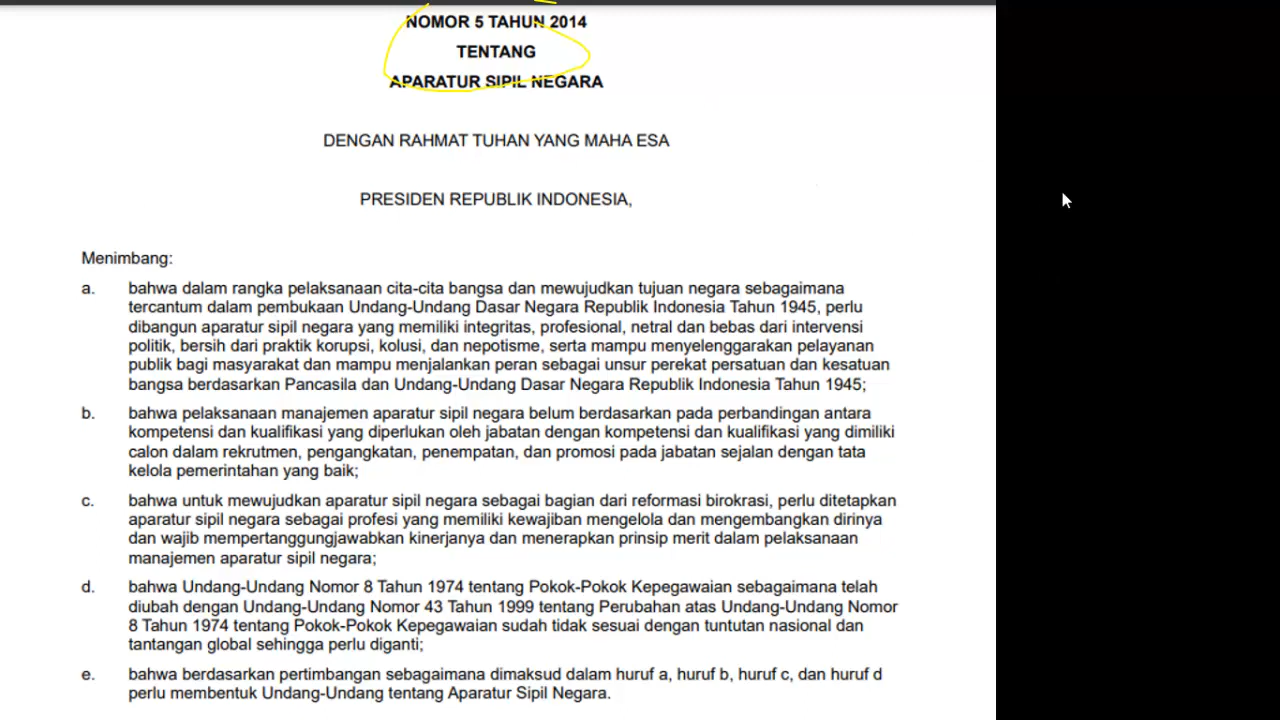 NOMOR 5 TAHUN 2014
TENTANG
APARATUR SIPIL NEGARA
DENGAN RAHMAT TUHAN YANG MAHA ESA
PRESIDEN REPUBLIK INDONESIA,
Menimbang:
a. bahwa dalam rangka pelaksanaan cita-cita bangsa dan mewujudkan tujuan negara sebagaimana
tercantum dalam pembukaan Undang-Undang Dasar Negara Republik Indonesia Tahun 1945, perlu
dibangun aparatur sipil negara yang memiliki integritas, profesional, netral dan bebas dari intervensi
politik, bersih dari praktik korupsi, kolusi, dan nepotisme, serta mampu menyelenggarakan pelayanan
publik bagi masyarakat dan mampu menjalankan peran sebagai unsur perekat persatuan dan kesatuan
bangsa berdasarkan Pancasila dan Undang-Undang Dasar Negara Republik Indonesia Tahun 1945;
b. bahwa pelaksanaan manajemen aparatur sipil negara belum berdasarkan pada perbandingan antara
kompetensi dan kualifikasi yang diperlukan oleh jabatan dengan kompetensi dan kualifikasi yang dimiliki
calon dalam rekrutmen, pengangkatan, penempatan, dan promosi pada jabatan sejalan dengan tata
kelola pemerintahan yang baik;
c. bahwa untuk mewujudkan aparatur sipil negara sebagai bagian dari reformasi birokrasi, perlu ditetapkan
aparatur sipil negara sebagai profesi yang memiliki kewajiban mengelola dan mengembangkan dirinya
dan wajib mempertanggungjawabkan kinerjanya dan menerapkan prinsip merit dalam pelaksanaan
manajemen aparatur sipil negara;
d. bahwa Undang-Undang Nomor 8 Tahun 1974 tentang Pokok-Pokok Kepegawaian sebagaimana telah
diubah dengan Undang-Undang Nomor 43 Tahun 1999 tentang Perubahan atas Undang-Undang Nomor
8 Tahun 1974 tentang Pokok-Pokok Kepegawaian sudah tidak sesuai dengan tuntutan nasional dan
tantangan global sehingga perlu diganti;
e. bahwa berdasarkan pertimbangan sebagaimana dimaksud dalam huruf a, huruf b, huruf c, dan huruf d
perlu membentuk Undang-Undang tentang Aparatur Sipil Negara.